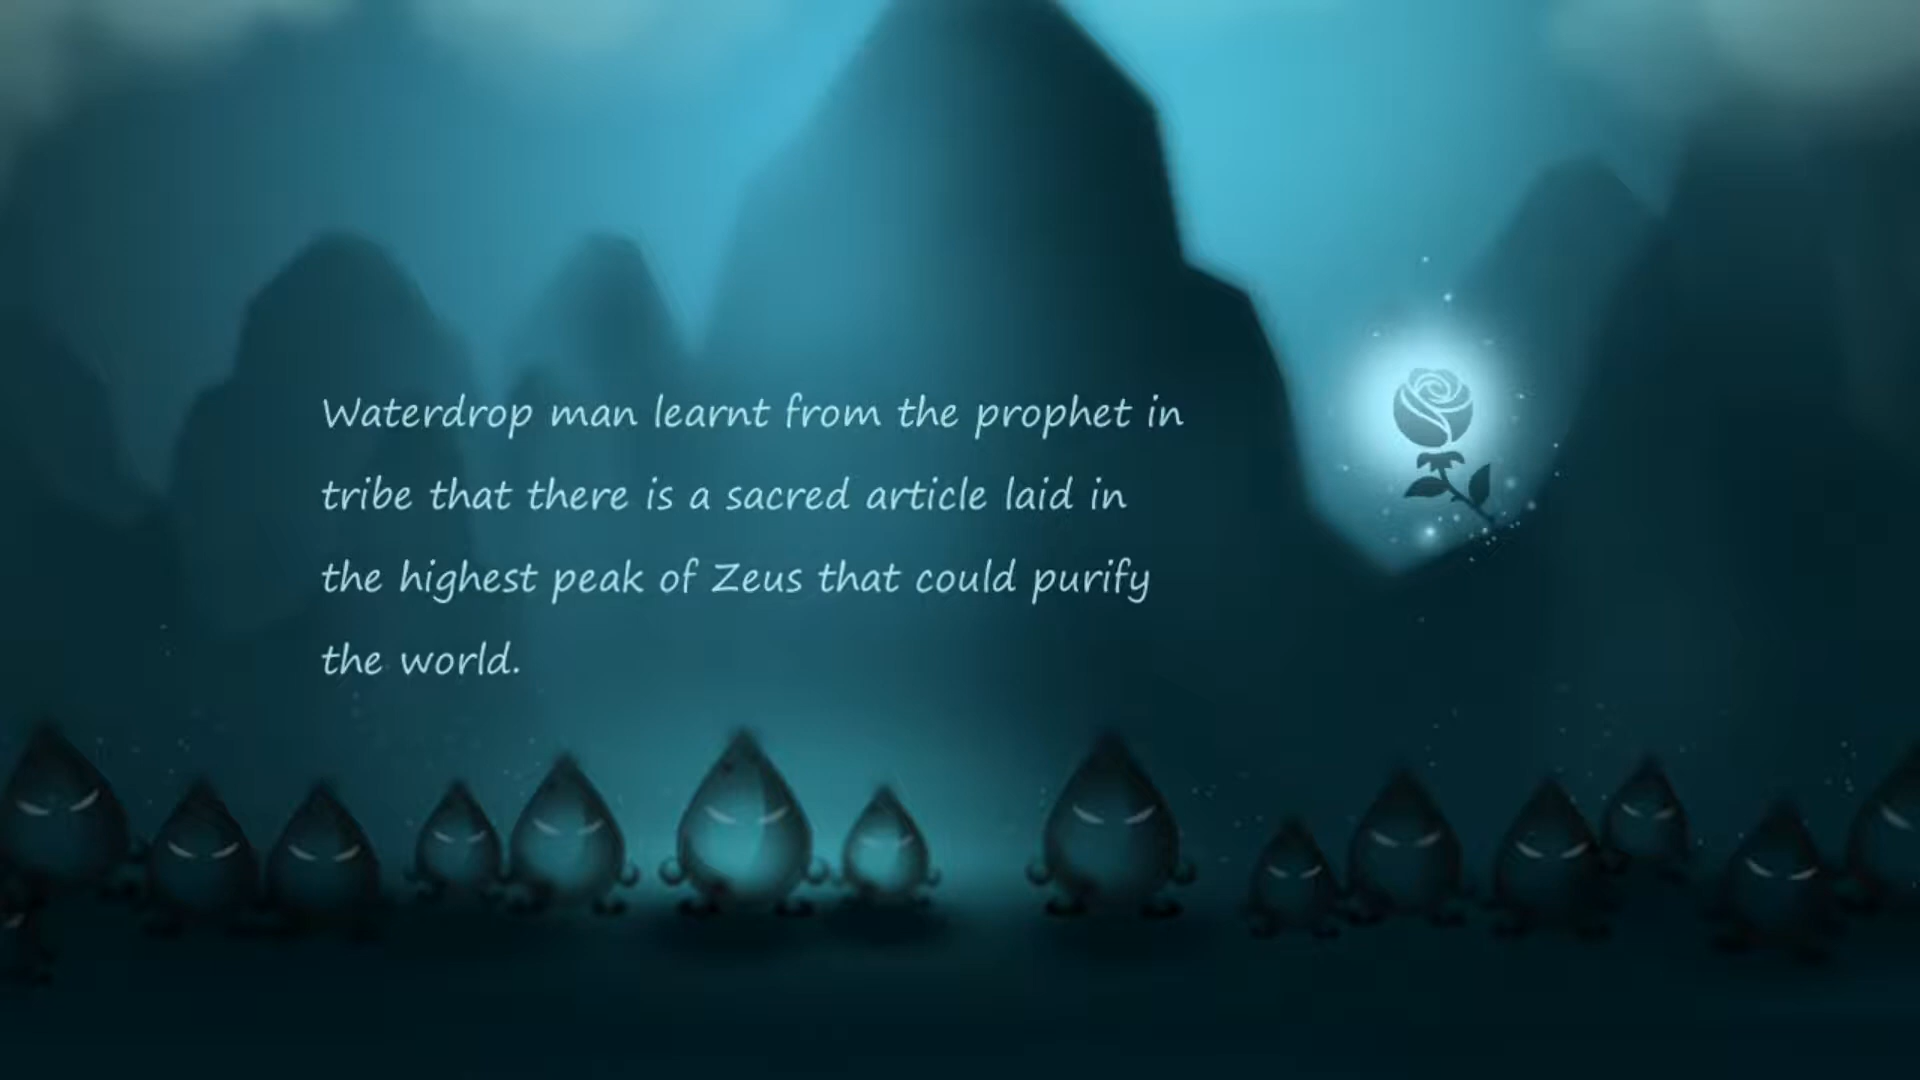 Waterdrop man learnt from the prophet in
tribe that there is a sacred article laid in
the highest peak of Zeus that could purify
the world.